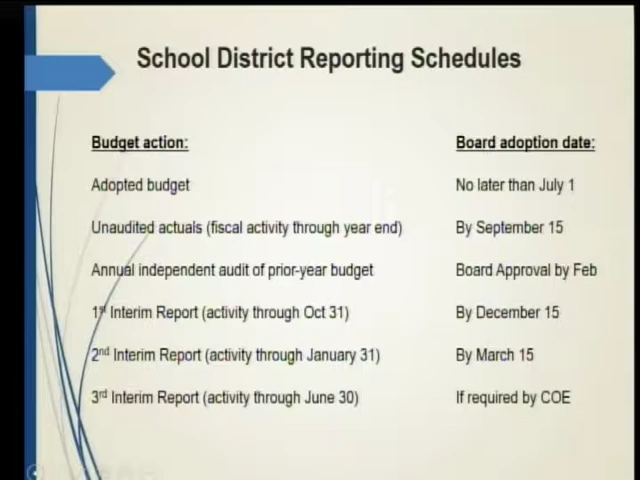 School District Reporting Schedules
Budget action: Board adoption date:
Adopted budget No later than July 1
Unaudited actuals (fiscal activity through year end) By September 15
Annual independent audit of prior-year budget Board Approval by Feb
1st Interim Report (activity through Oct 31) By December 15
2nd Interim Report (activity through January 31) By March 15
3rd Interim Report (activity through June 30) If required by COE